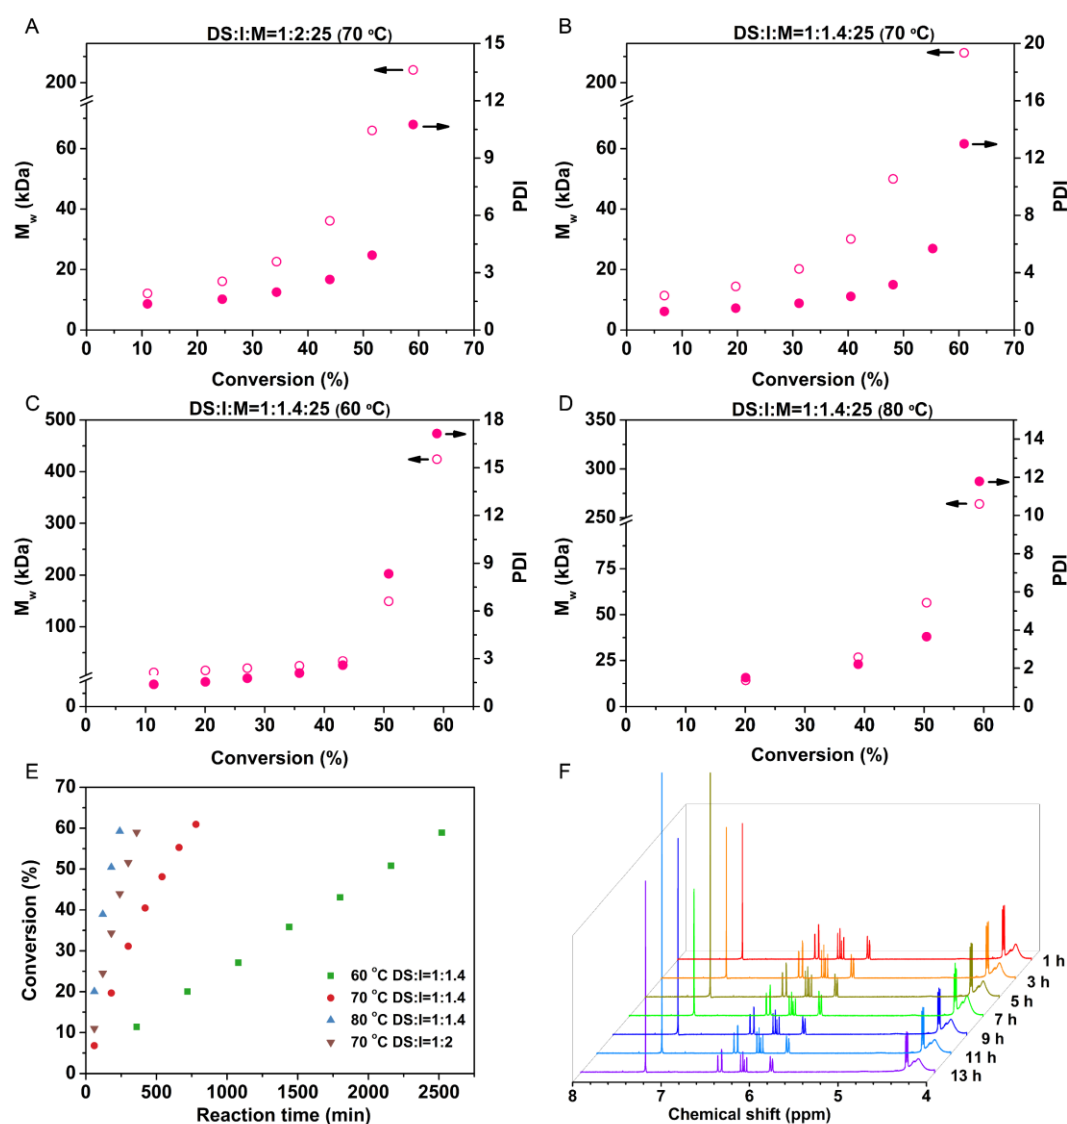 A
DS:I:M=1:2:25 (70 °C)
200
60
40
20
0
M_w (kDa)
15
12
9
6
3
0
PDI
0 10 20 30 40 50 60 70
Conversion (%)
B
DS:I:M=1:1.4:25 (70 °C)
200
60
40
20
0
M_w (kDa)
20
16
12
8
4
0
PDI
0 10 20 30 40 50 60 70
Conversion (%)
C
DS:I:M=1:1.4:25 (60 °C)
500
400
300
200
100
0
M_w (kDa)
18
15
12
9
6
3
0
PDI
0 10 20 30 40 50 60
Conversion (%)
D
DS:I:M=1:1.4:25 (80 °C)
350
300
250
75
50
25
0
M_w (kDa)
14
12
10
8
6
4
2
0
PDI
0 10 20 30 40 50 60
Conversion (%)
E
70
60
50
40
30
20
10
0
Conversion (%)
60 °C DS:I=1:1.4
70 °C DS:I=1:1.4
80 °C DS:I=1:1.4
70 °C DS:I=1:2
0 500 1000 1500 2000 2500
Reaction time (min)
F
1 h
3 h
5 h
7 h
9 h
11 h
13 h
8 7 6 5 4
Chemical shift (ppm)